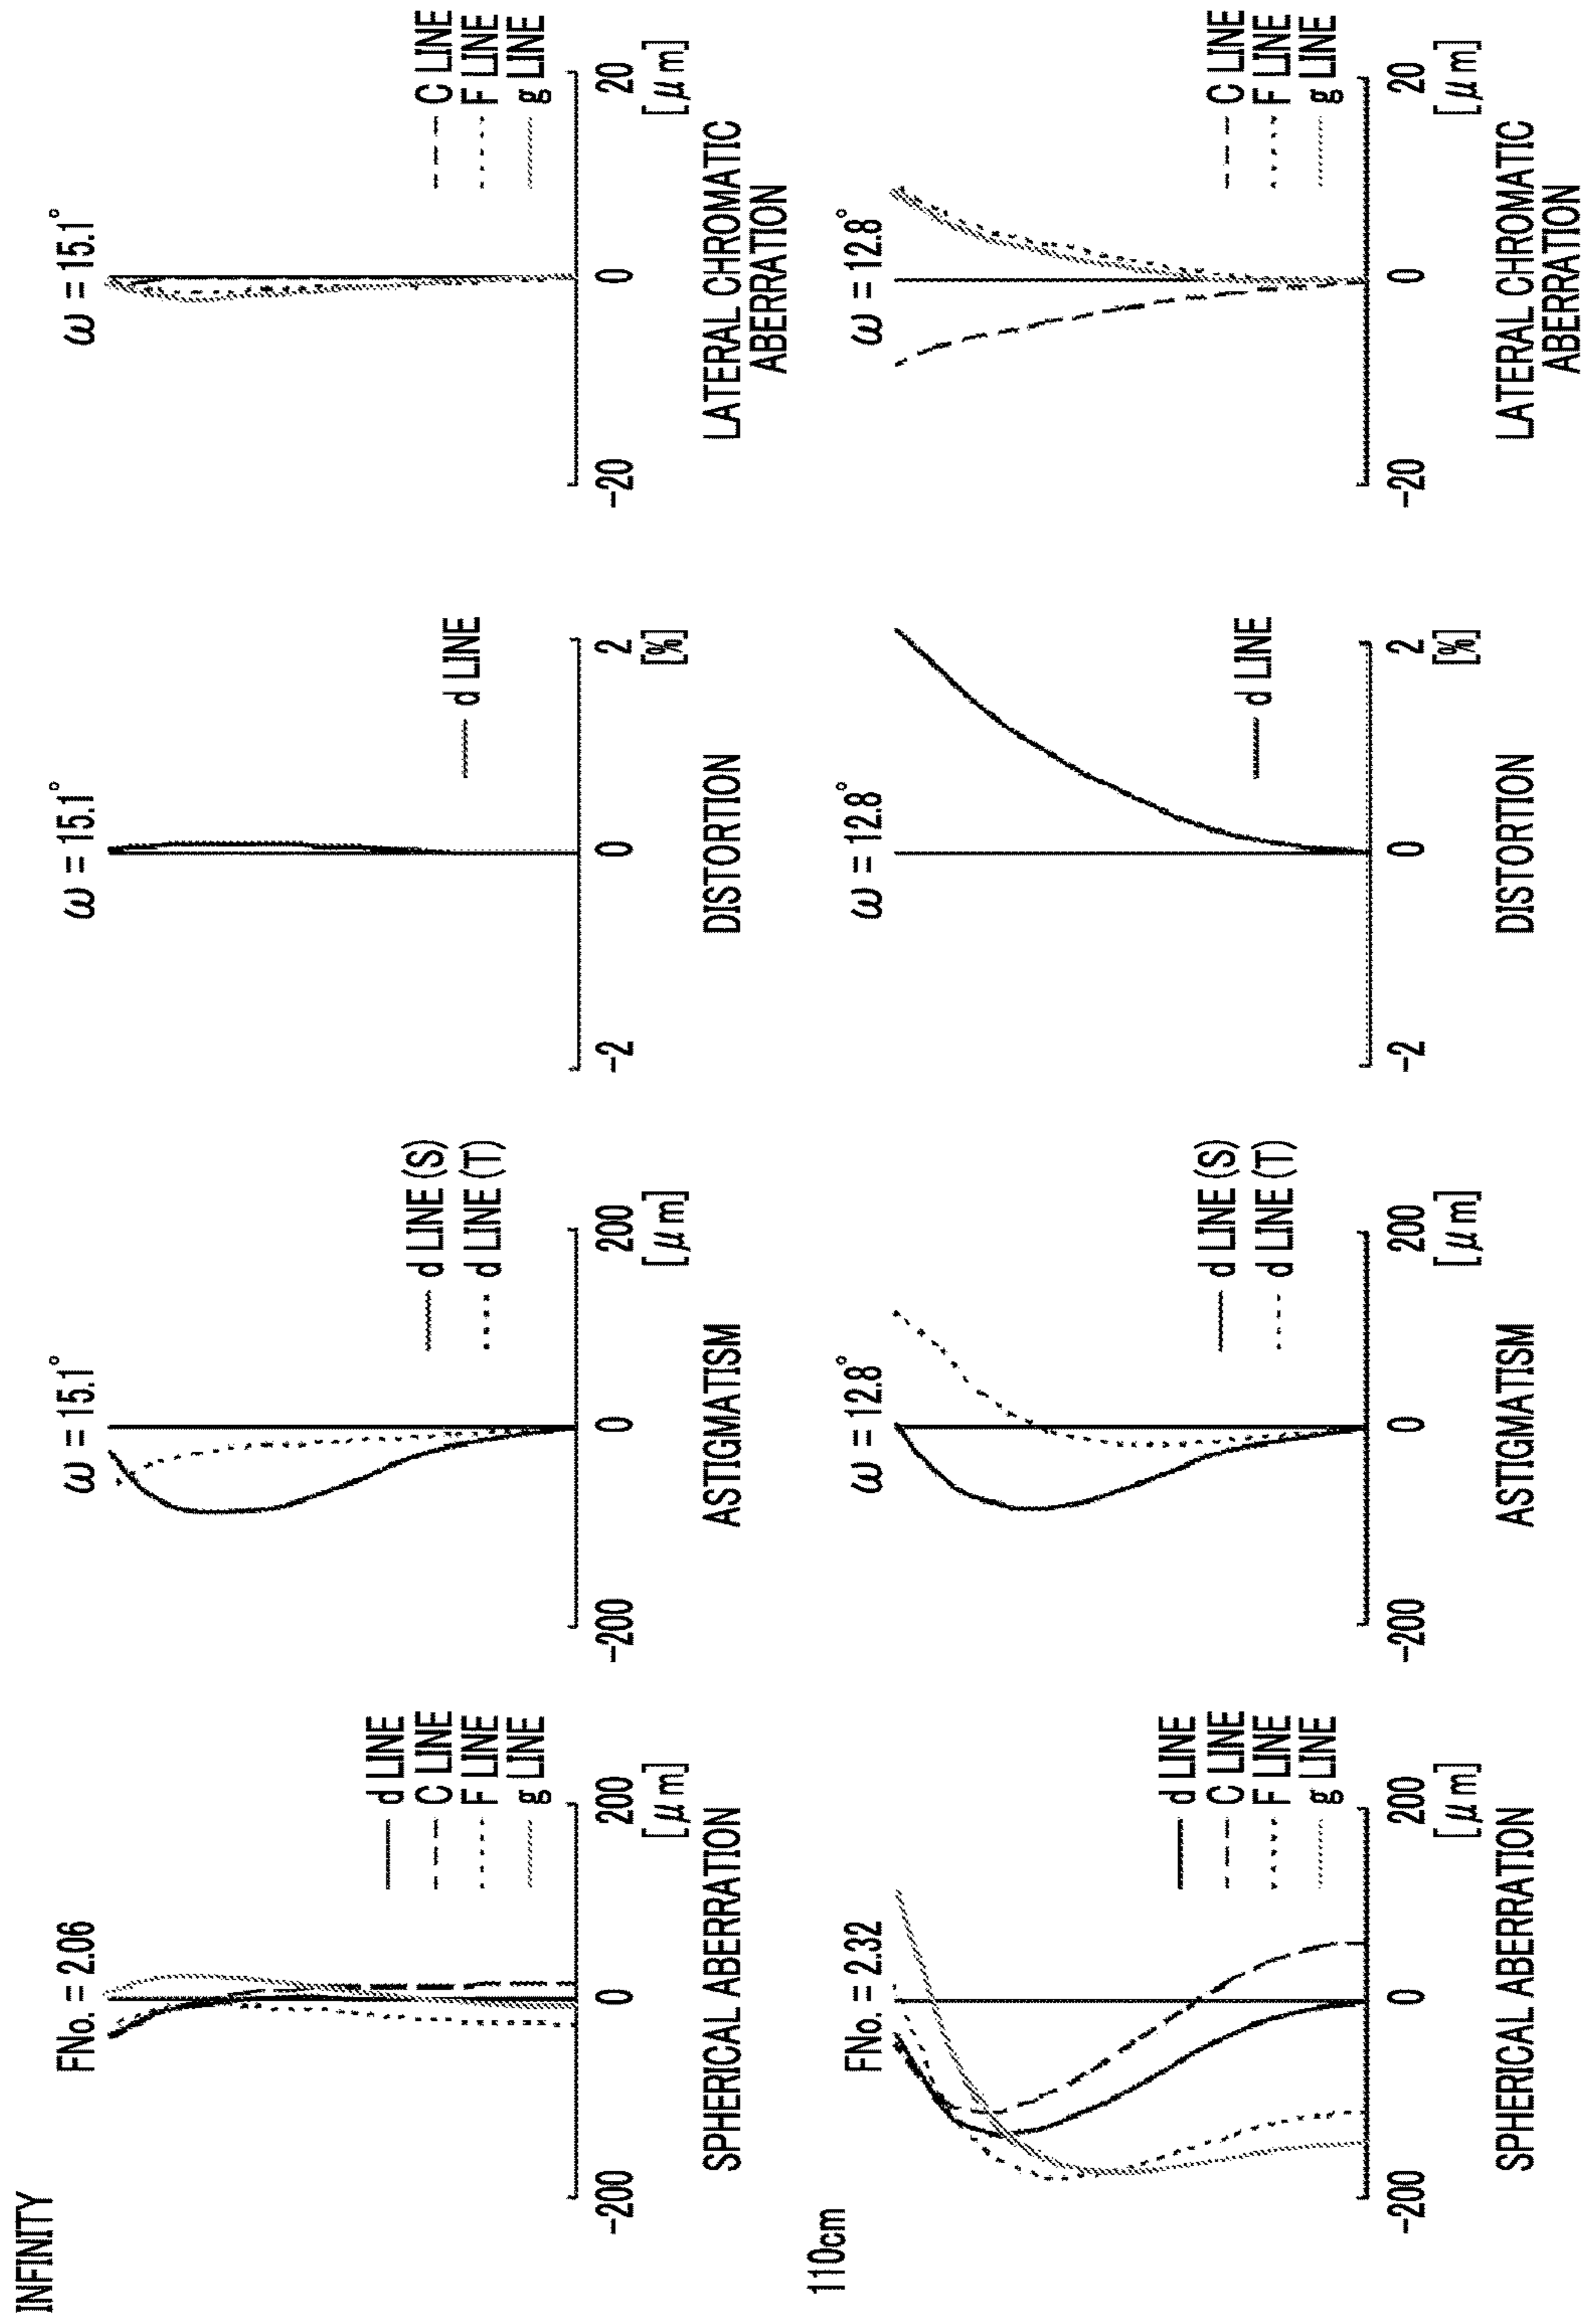 INFINITY
FNo. = 2.06
d LINE
C LINE
F LINE
g LINE
-200
0
200
[μm]
SPHERICAL ABERRATION
ω = 15.1°
d LINE (S)
d LINE (T)
-200
0
200
[μm]
ASTIGMATISM
ω = 15.1°
d LINE
-2
0
2
[%]
DISTORTION
ω = 15.1°
C LINE
F LINE
g LINE
-20
0
20
[μm]
LATERAL CHROMATIC
ABERRATION
110cm
FNo. = 2.32
d LINE
C LINE
F LINE
g LINE
-200
0
200
[μm]
SPHERICAL ABERRATION
ω = 12.8°
d LINE (S)
d LINE (T)
-200
0
200
[μm]
ASTIGMATISM
ω = 12.8°
d LINE
-2
0
2
[%]
DISTORTION
ω = 12.8°
C LINE
F LINE
g LINE
-20
0
20
[μm]
LATERAL CHROMATIC
ABERRATION